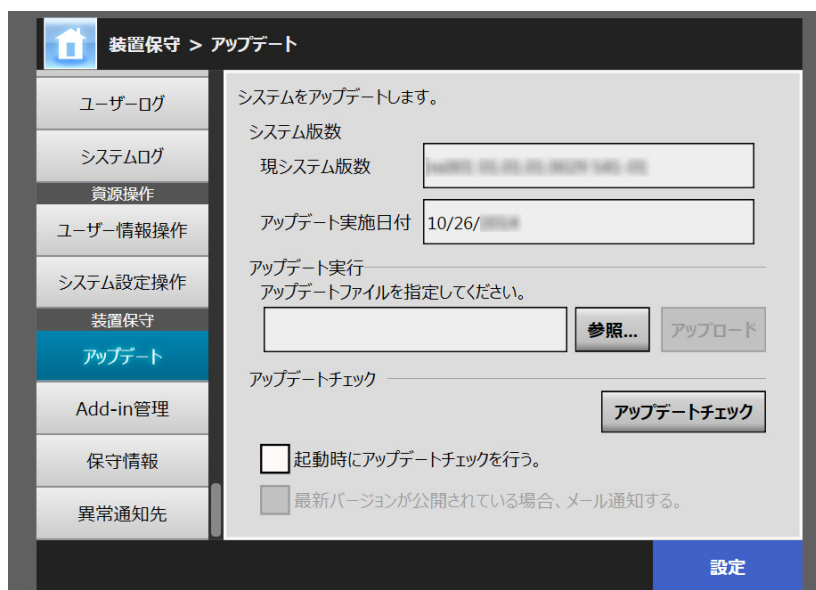 装置保守 > アップデート
ユーザーログ
システムログ
資源操作
ユーザー情報操作
システム設定操作
装置保守
アップデート
Add-in管理
保守情報
異常通知先
システムをアップデートします。
システム版数
現システム版数
アップデート実施日付 10/26/
アップデート実行
アップデートファイルを指定してください。
参照... アップロード
アップデートチェック
アップデートチェック
起動時にアップデートチェックを行う。
最新バージョンが公開されている場合、メール通知する。
設定